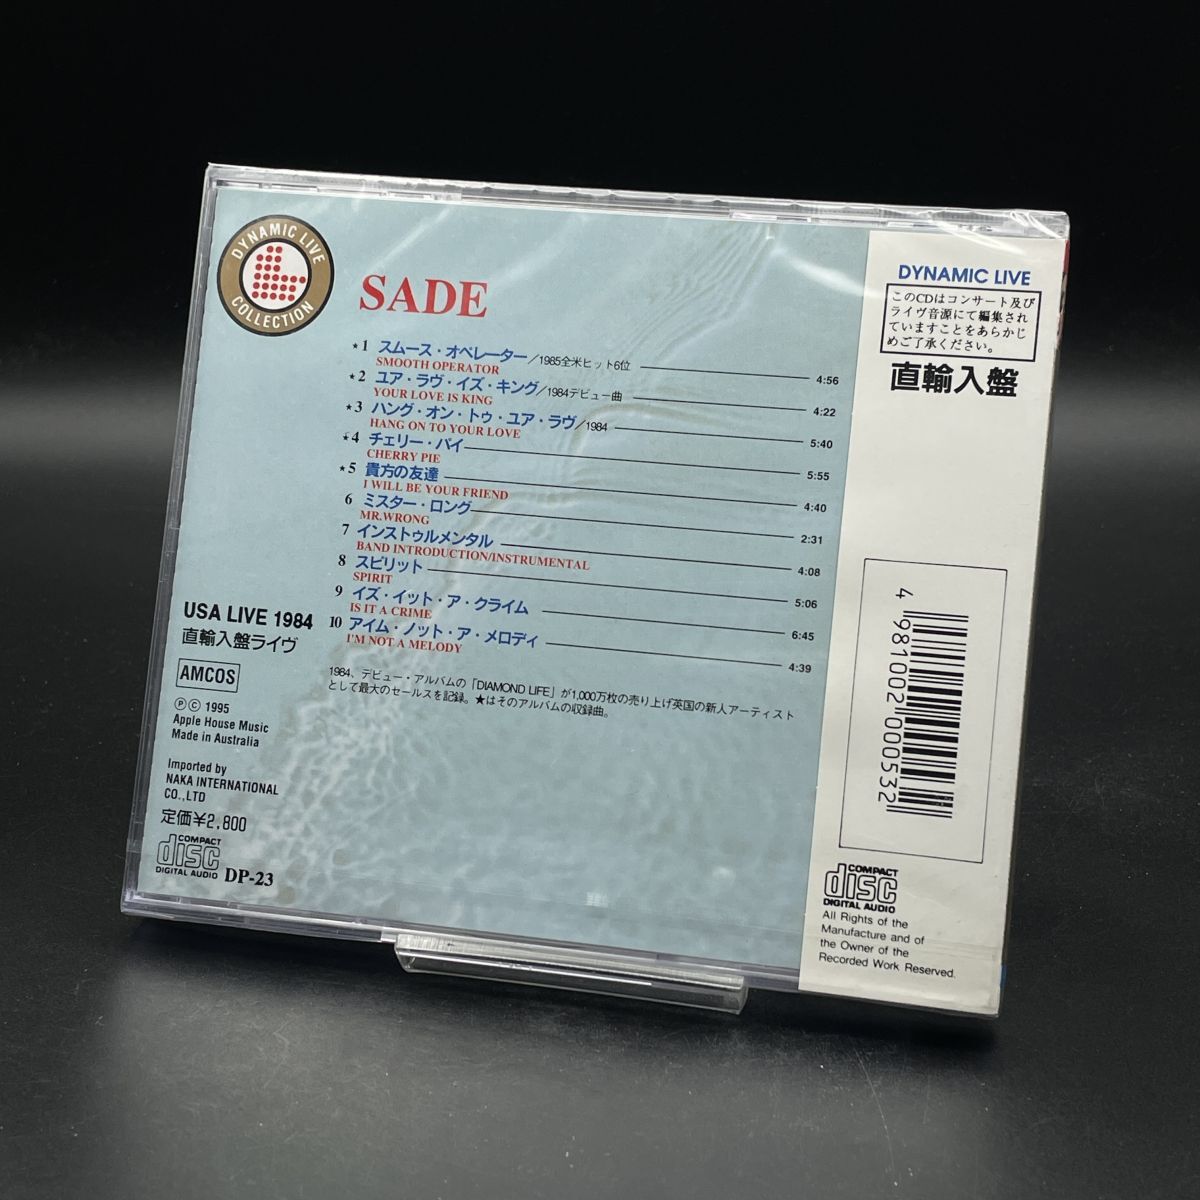 DYNAMIC LIVE
COLLECTION
SADE
★1 スムース・オペレーター/1985全米ヒット6位 4:56
SMOOTH OPERATOR
★2 ユア・ラヴ・イズ・キング/1984デビュー曲 4:22
YOUR LOVE IS KING
★3 ハング・オン・トゥ・ユア・ラヴ/1984 5:40
HANG ON TO YOUR LOVE
★4 チェリー・パイ 5:55
CHERRY PIE
★5 貴方の友達 4:40
I WILL BE YOUR FRIEND
6 ミスター・ロング 2:31
MR.WRONG
7 インストゥルメンタル 4:08
BAND INTRODUCTION/INSTRUMENTAL
8 スピリット 5:06
SPIRIT
9 イズ・イット・ア・クライム 6:45
IS IT A CRIME
10 アイム・ノット・ア・メロディ 4:39
I'M NOT A MELODY
1984、デビュー・アルバムの「DIAMOND LIFE」が1,000万枚の売り上げ英国の新人アーティスト
として最大のセールスを記録。★はそのアルバムの収録曲。
USA LIVE 1984
直輸入盤ライヴ
AMCOS
Ⓟ© 1995
Apple House Music
Made in Australia
Imported by
NAKA INTERNATIONAL
CO.,LTD
定価¥2,800
COMPACT
disc
DIGITAL AUDIO
DP-23
DYNAMIC LIVE
このCDはコンサート及び
ライヴ音源にて編集され
ていますことをあらかじ
めご了承ください。
直輸入盤
4 981002 000532
COMPACT
disc
DIGITAL AUDIO
All Rights of the
Manufacture and of
the Owner of the
Recorded Work Reserved.